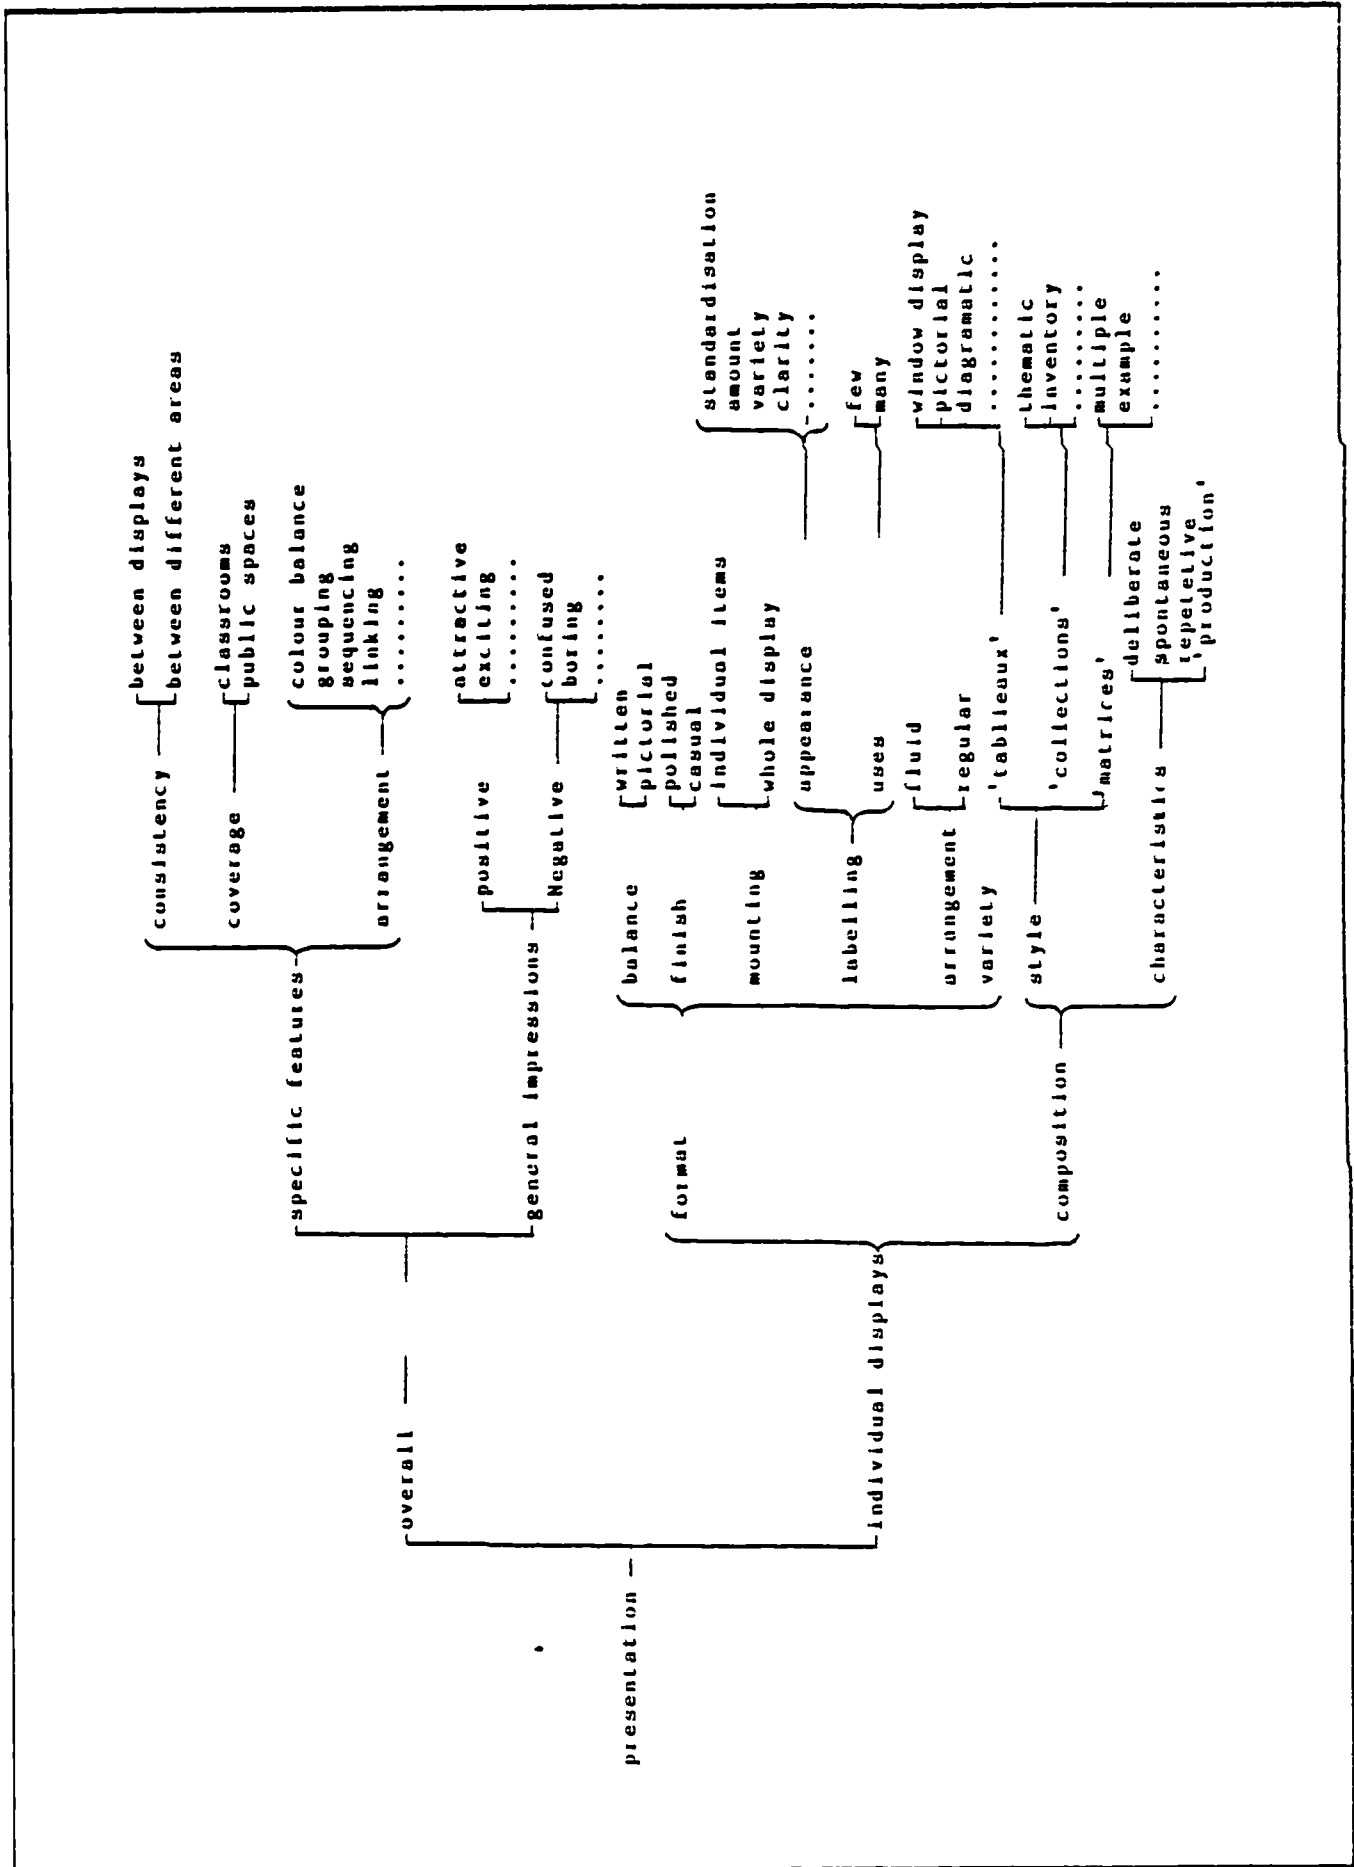 presentation
overall
specific features
consistency
between displays
between different areas
coverage
classrooms
public spaces
arrangement
colour balance
grouping
sequencing
linking
........
general impressions
positive
attractive
exciting
........
Negative
confused
boring
........
individual displays
format
balance
written
pictorial
finish
polished
casual
mounting
individual items
whole display
labelling
appearance
standardisation
amount
variety
clarity
.......
uses
few
many
arrangement
fluid
regular
variety
composition
style
'tablieaux'
window display
pictorial
diagramatic
............
'collections'
thematic
inventory
.........
'matrires'
multiple
example
.........
characteristics
deliberate
spontaneous
repetetive
'production'